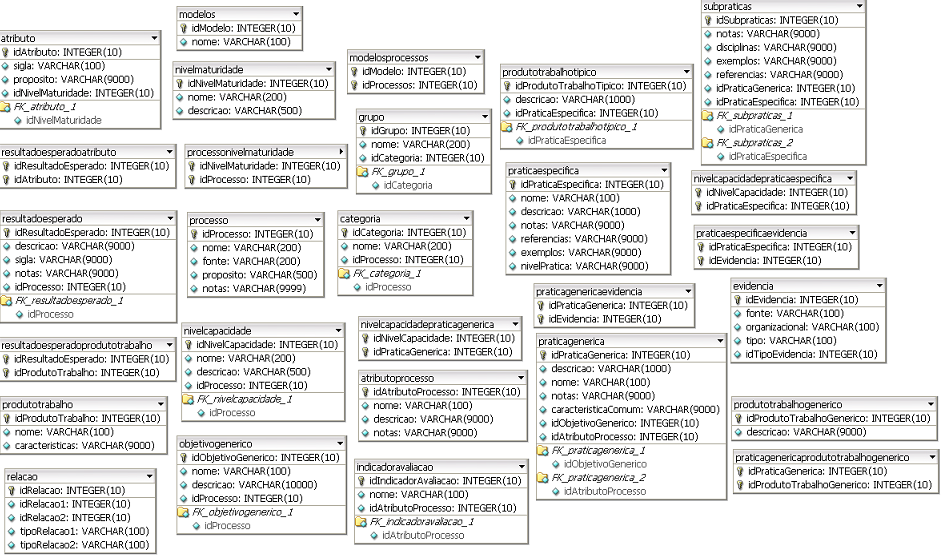 atributo
idAtributo: INTEGER(10)
sigla: VARCHAR(100)
proposito: VARCHAR(9000)
idNivelMaturidade: INTEGER(10)
FK_atributo_1
idNivelMaturidade
modelos
idModelo: INTEGER(10)
nome: VARCHAR(100)
nivelmaturidade
idNivelMaturidade: INTEGER(10)
nome: VARCHAR(200)
descricao: VARCHAR(500)
modelosprocessos
idModelo: INTEGER(10)
idProcessos: INTEGER(10)
grupo
idGrupo: INTEGER(10)
nome: VARCHAR(200)
idCategoria: INTEGER(10)
FK_grupo_1
idCategoria
produtotrabalhotipico
idProdutoTrabalhoTipico: INTEGER(10)
descricao: VARCHAR(1000)
idPraticaEspecifica: INTEGER(10)
FK_produtotrabalhotipico_1
idPraticaEspecifica
subpraticas
idSubpraticas: INTEGER(10)
notas: VARCHAR(9000)
disciplinas: VARCHAR(9000)
exemplos: VARCHAR(9000)
referencias: VARCHAR(9000)
idPraticaGenerica: INTEGER(10)
idPraticaEspecifica: INTEGER(10)
FK_subpraticas_1
idPraticaGenerica
FK_subpraticas_2
idPraticaEspecifica
resultadoesperadoatributo
idResultadoEsperado: INTEGER(10)
idAtributo: INTEGER(10)
processonivelmaturidade
idNivelMaturidade: INTEGER(10)
idProcesso: INTEGER(10)
praticaespecifica
idPraticaEspecifica: INTEGER(10)
nome: VARCHAR(100)
descricao: VARCHAR(1000)
notas: VARCHAR(9000)
referencias: VARCHAR(9000)
exemplos: VARCHAR(9000)
nivelPratica: VARCHAR(9000)
nivelcapacidadepraticaespecifica
idNivelCapacidade: INTEGER(10)
idPraticaEspecifica: INTEGER(10)
resultadoesperado
idResultadoEsperado: INTEGER(10)
descricao: VARCHAR(9000)
sigla: VARCHAR(9000)
notas: VARCHAR(9000)
idProcesso: INTEGER(10)
FK_resultadoesperado_1
idProcesso
processo
idProcesso: INTEGER(10)
nome: VARCHAR(200)
fonte: VARCHAR(200)
proposito: VARCHAR(500)
notas: VARCHAR(9999)
categoria
idCategoria: INTEGER(10)
nome: VARCHAR(200)
idProcesso: INTEGER(10)
FK_categoria_1
idProcesso
praticaespecificaevidencia
idPraticaEspecifica: INTEGER(10)
idEvidencia: INTEGER(10)
praticagenericaevidencia
idPraticaGenerica: INTEGER(10)
idEvidencia: INTEGER(10)
evidencia
idEvidencia: INTEGER(10)
fonte: VARCHAR(100)
organizacional: VARCHAR(100)
tipo: VARCHAR(100)
idTipoEvidencia: INTEGER(10)
resultadoesperadoprodutotrabalho
idResultadoEsperado: INTEGER(10)
idProdutoTrabalho: INTEGER(10)
nivelcapacidade
idNivelCapacidade: INTEGER(10)
nome: VARCHAR(200)
descricao: VARCHAR(500)
idProcesso: INTEGER(10)
FK_nivelcapacidade_1
idProcesso
nivelcapacidadepraticagenerica
idNivelCapacidade: INTEGER(10)
idPraticaGenerica: INTEGER(10)
praticagenerica
idPraticaGenerica: INTEGER(10)
descricao: VARCHAR(1000)
nome: VARCHAR(100)
notas: VARCHAR(9000)
caracteristicaComum: VARCHAR(9000)
idObjetivoGenerico: INTEGER(10)
idAtributoProcesso: INTEGER(10)
FK_praticagenerica_1
idObjetivoGenerico
FK_praticagenerica_2
idAtributoProcesso
produtotrabalho
idProdutoTrabalho: INTEGER(10)
nome: VARCHAR(100)
caracteristicas: VARCHAR(9000)
atributoprocesso
idAtributoProcesso: INTEGER(10)
nome: VARCHAR(100)
descricao: VARCHAR(9000)
notas: VARCHAR(9000)
produtotrabalhogenerico
idProdutoTrabalhoGenerico: INTEGER(10)
descricao: VARCHAR(9000)
objetivogenerico
idObjetivoGenerico: INTEGER(10)
nome: VARCHAR(100)
descricao: VARCHAR(10000)
idProcesso: INTEGER(10)
FK_objetivogenerico_1
idProcesso
relacao
idRelacao: INTEGER(10)
idRelacao1: INTEGER(10)
idRelacao2: INTEGER(10)
tipoRelacao1: VARCHAR(100)
tipoRelacao2: VARCHAR(100)
indicadoravaliacao
idIndicadorAvaliacao: INTEGER(10)
nome: VARCHAR(100)
idAtributoProcesso: INTEGER(10)
FK_indicadoravaliacao_1
idAtributoProcesso
praticagenericaprodutotrabalhogenerico
idPraticaGenerica: INTEGER(10)
idProdutoTrabalhoGenerico: INTEGER(10)